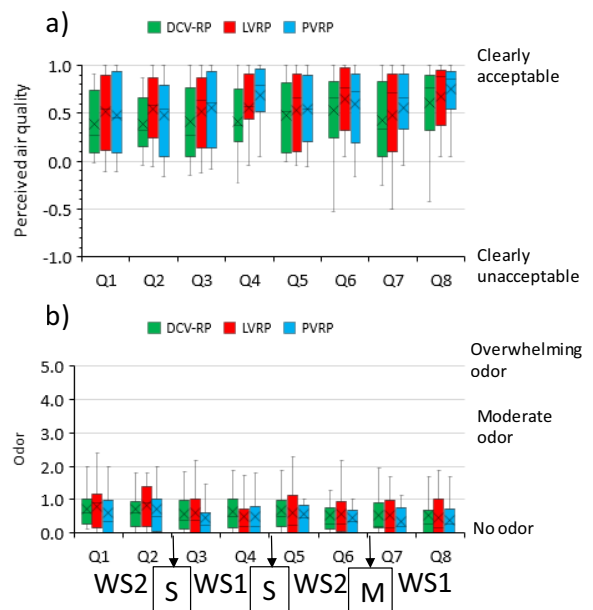 a)
DCV-RP LVRP PVRP
Clearly acceptable
1.0
0.5
0.0
-0.5
-1.0
Perceived air quality
Q1 Q2 Q3 Q4 Q5 Q6 Q7 Q8
Clearly unacceptable
b)
DCV-RP LVRP PVRP
Overwhelming odor
5.0
4.0
3.0
2.0
1.0
0.0
Odor
Moderate odor
No odor
Q1 Q2 Q3 Q4 Q5 Q6 Q7 Q8
WS2 S WS1 S WS2 M WS1